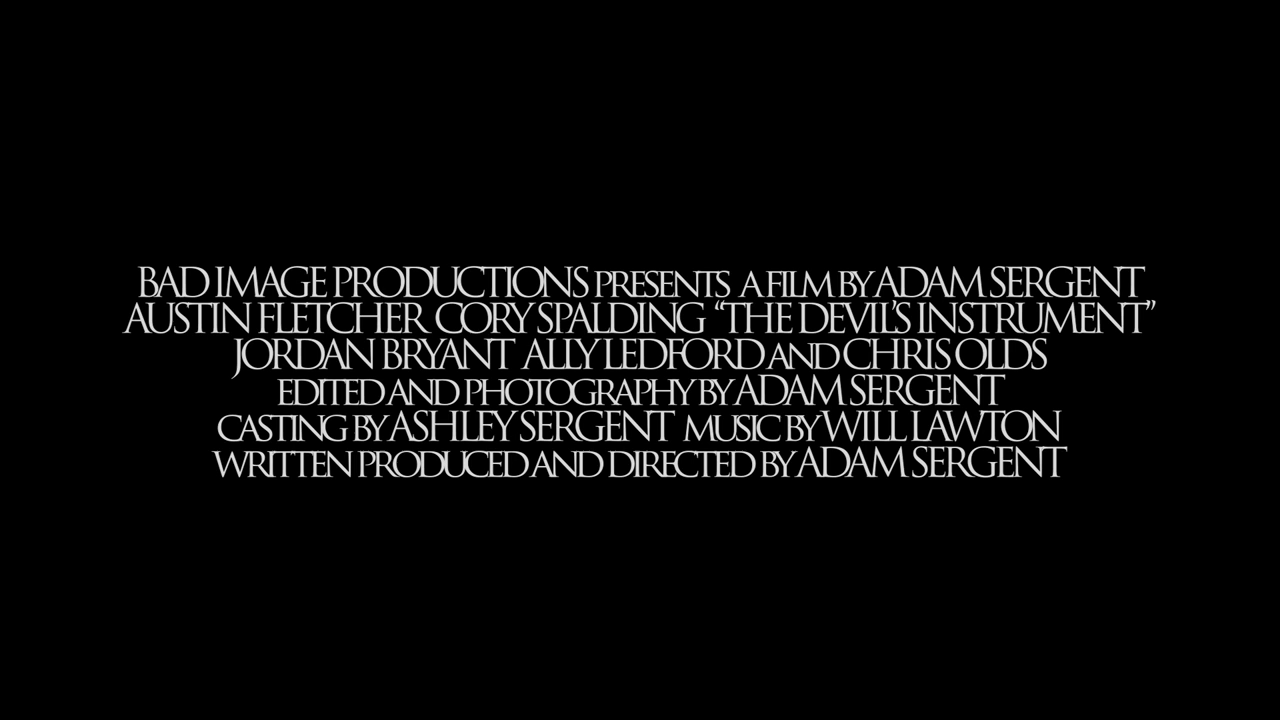 BAD IMAGE PRODUCTIONS PRESENTS A FILM BY ADAM SERGENT
AUSTIN FLETCHER CORY SPALDING “THE DEVIL’S INSTRUMENT”
JORDAN BRYANT ALLY LEDFORD AND CHRIS OLDS
EDITED AND PHOTOGRAPHY BY ADAM SERGENT
CASTING BY ASHLEY SERGENT MUSIC BY WILL LAWTON
WRITTEN PRODUCED AND DIRECTED BY ADAM SERGENT